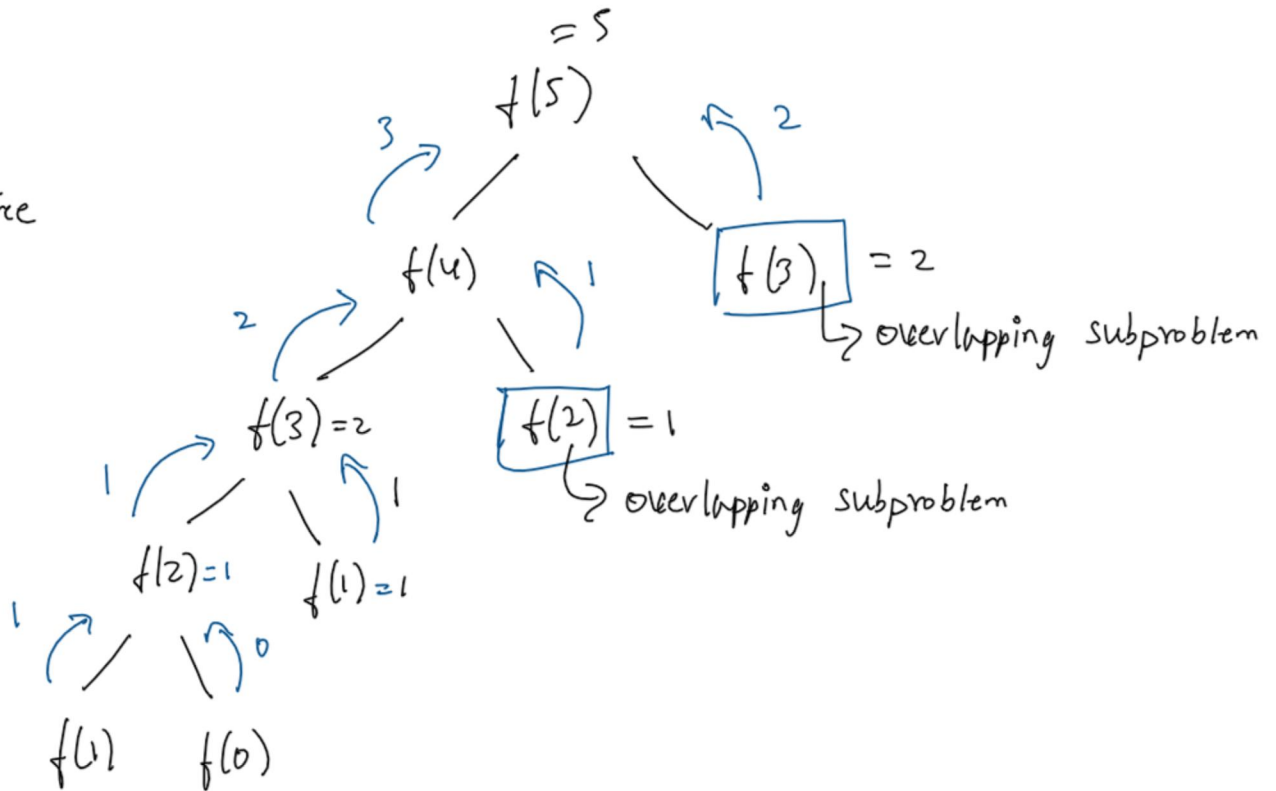 = 5
f(5)
3
2
f(4)
1
f(3)
= 2
overlapping subproblem
2
f(3) = 2
f(2)
= 1
overlapping subproblem
1
1
f(2) = 1
f(1) = 1
1
0
f(1)
f(0)